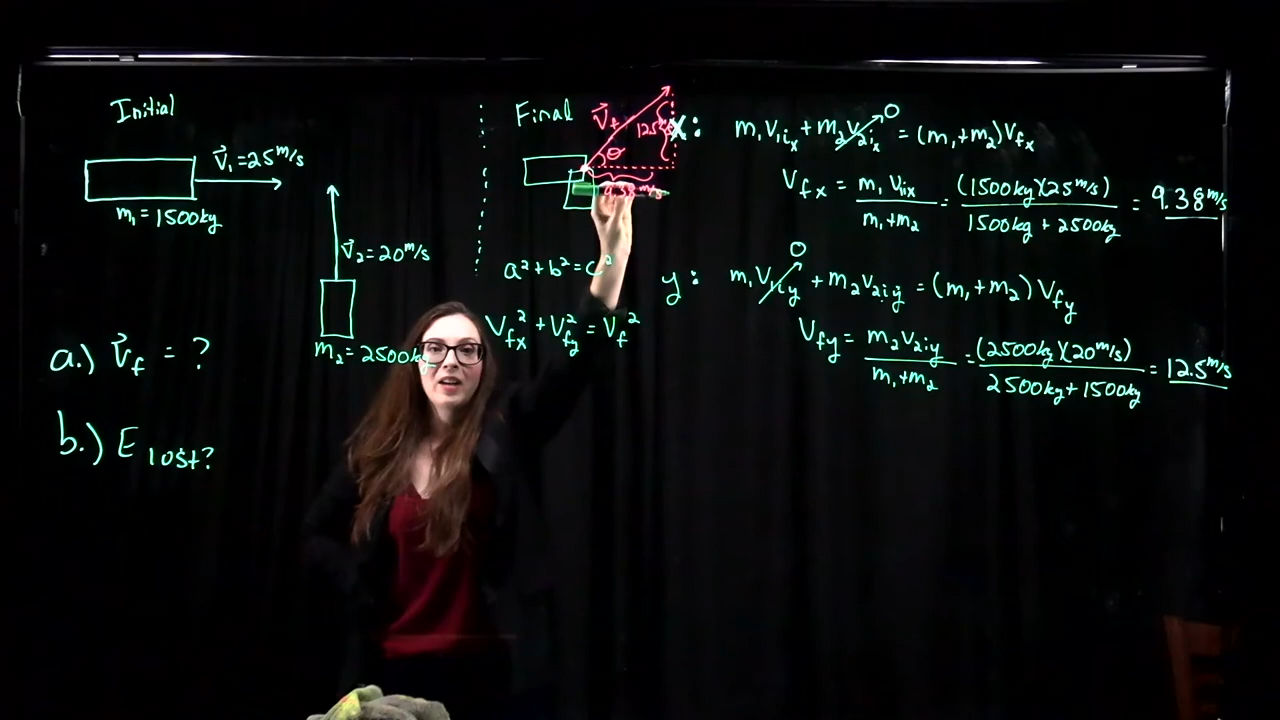 Initial
V⃗₁ = 25 m/s
m₁ = 1500kg
V⃗₂ = 20 m/s
m₂ = 2500kg
a.) V⃗f = ?
b.) E lost?
Final
V⃗f
12.5 m/s
θ
9.38 m/s
a² + b² = c²
Vfx² + Vfy² = Vf²
x: m₁V₁ix + m₂V₂ix = (m₁+m₂)Vfx
0
Vfx = m₁V₁ix / (m₁+m₂) = (1500kg)(25 m/s) / (1500kg + 2500kg) = 9.38 m/s
y: m₁V₁iy + m₂V₂iy = (m₁+m₂)Vfy
0
Vfy = m₂V₂iy / (m₁+m₂) = (2500kg)(20 m/s) / (2500kg + 1500kg) = 12.5 m/s